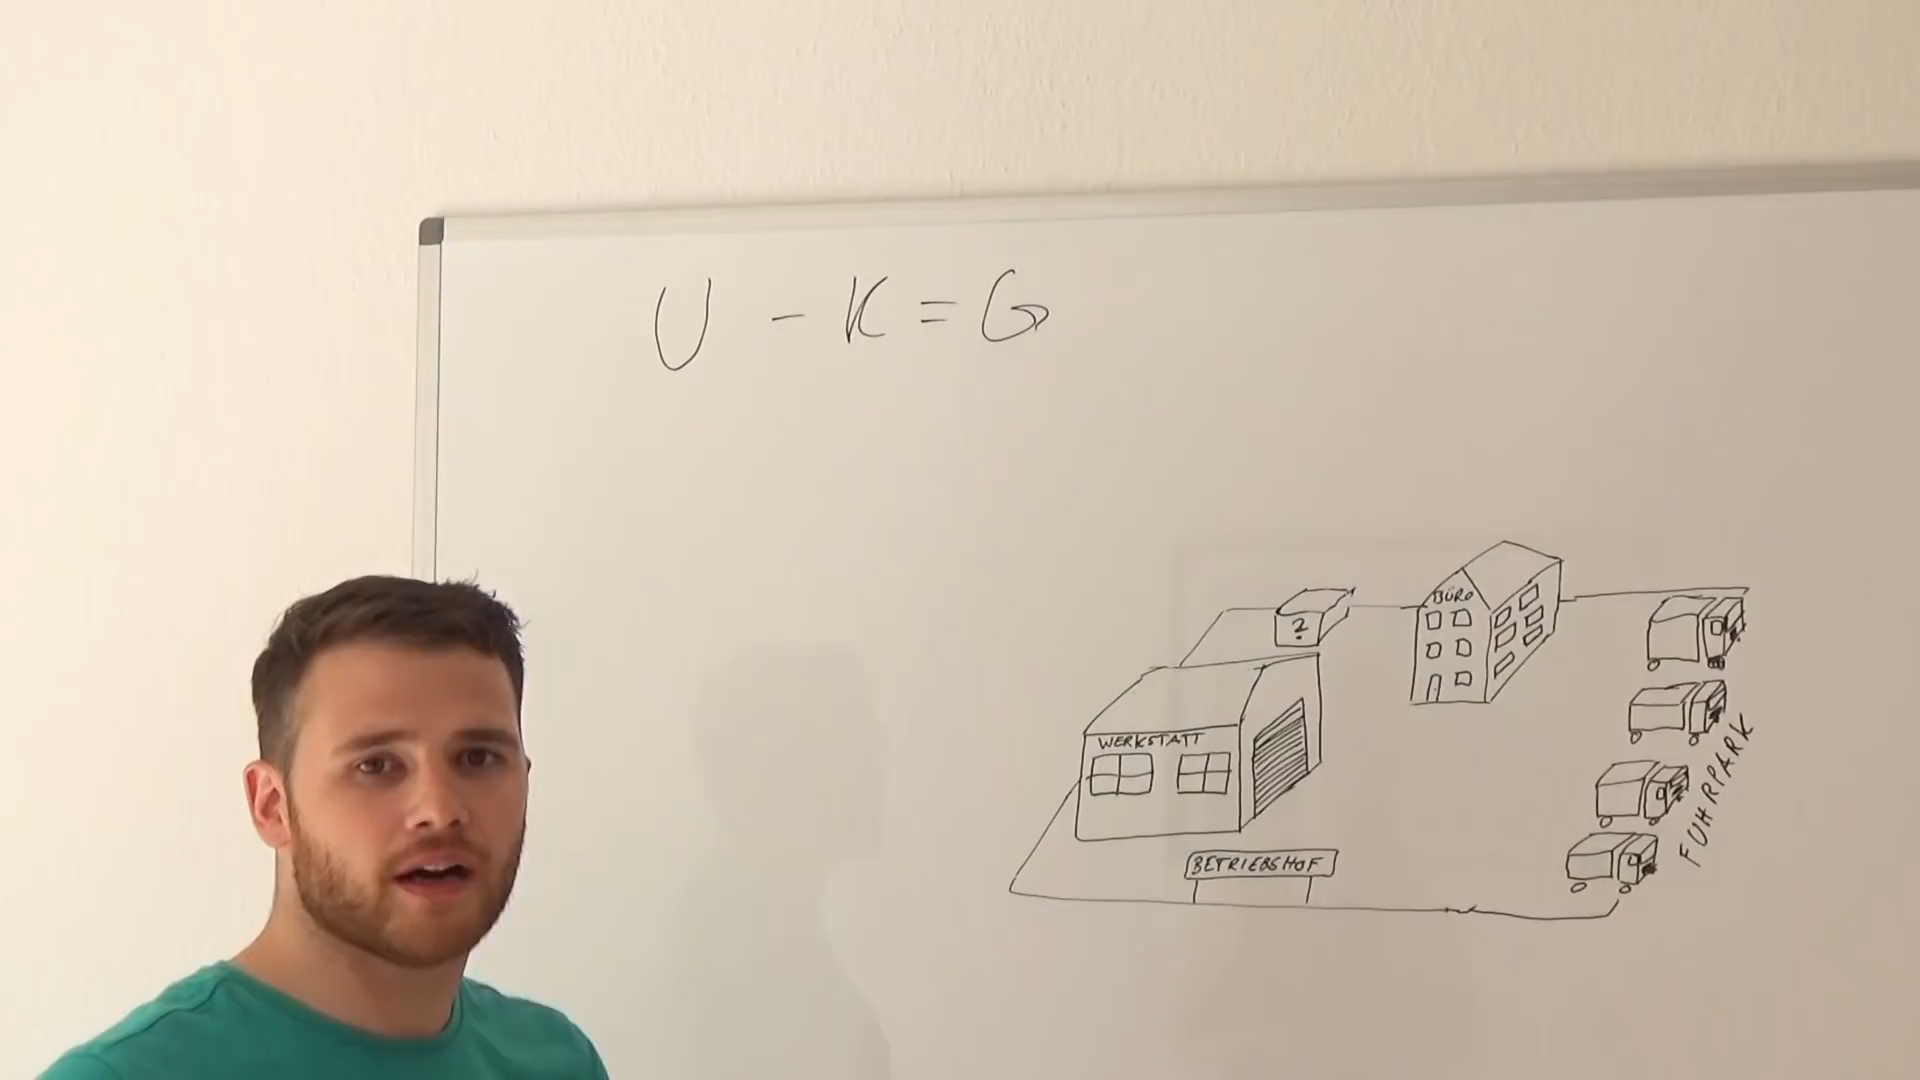 U - K = G
BÜRO
?
WERKSTATT
FUHRPARK
BETRIEBSHOF